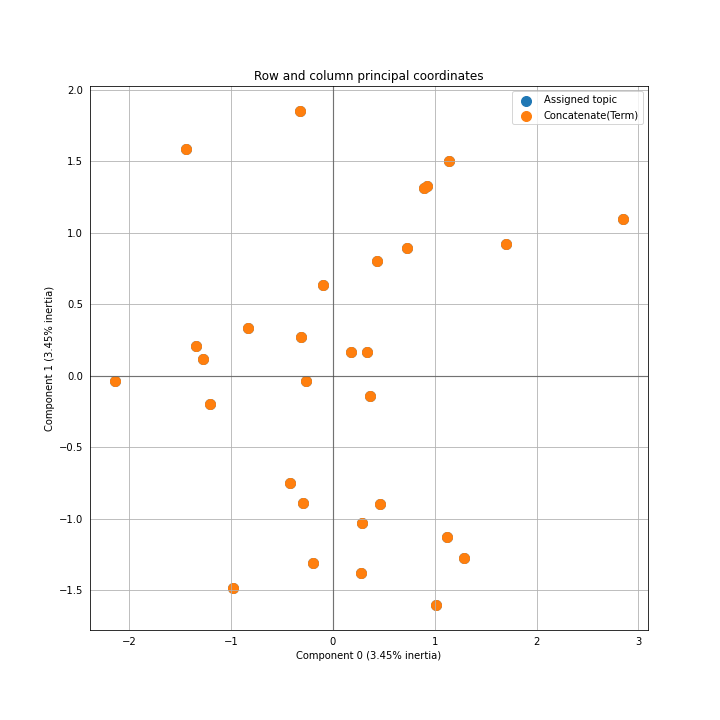 Row and column principal coordinates
Assigned topic
Concatenate(Term)
2.0
1.5
1.0
0.5
0.0
−0.5
−1.0
−1.5
Component 1 (3.45% inertia)
−2 −1 0 1 2 3
Component 0 (3.45% inertia)